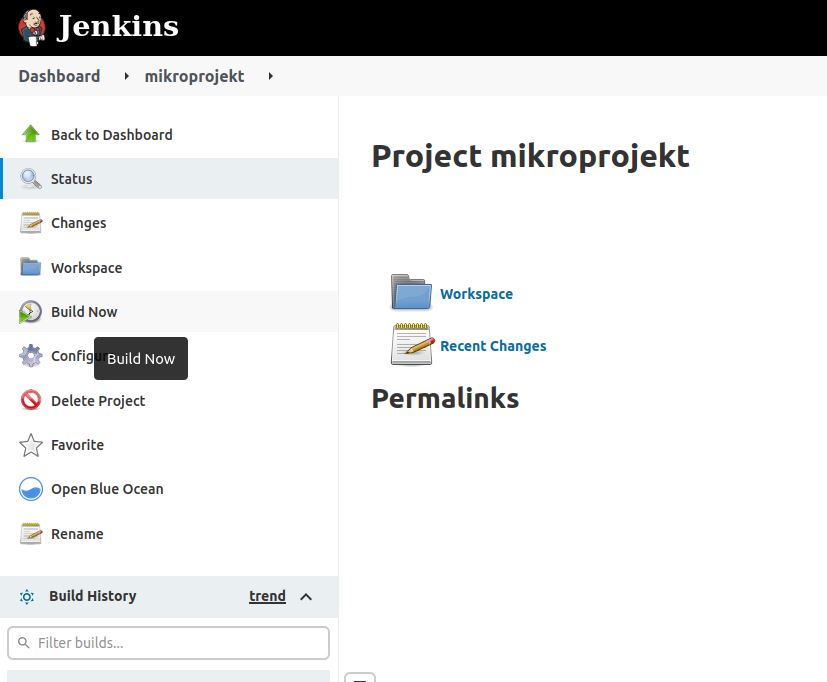 Jenkins
Dashboard
mikroprojekt
Back to Dashboard
Status
Changes
Workspace
Build Now
Build Now
Delete Project
Favorite
Open Blue Ocean
Rename
Build History
trend
Filter builds...
Project mikroprojekt
Workspace
Recent Changes
Permalinks